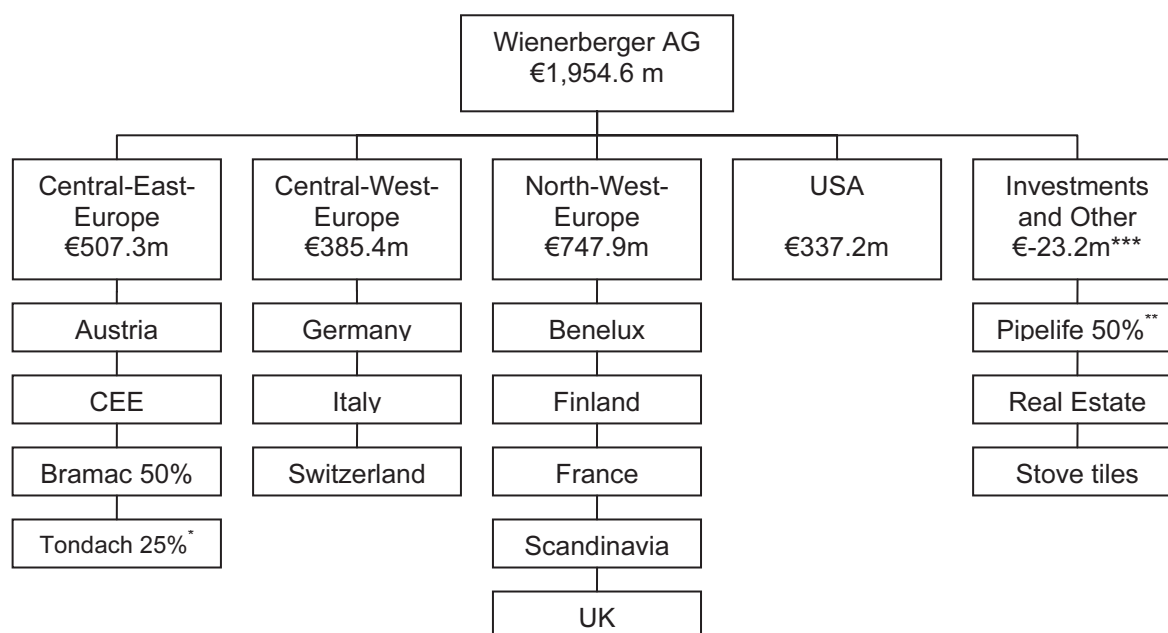 Wienerberger AG
€1,954.6 m
Central-East-
Europe
€507.3m
Central-West-
Europe
€385.4m
North-West-
Europe
€747.9m
USA
€337.2m
Investments
and Other
€-23.2m***
Austria
Germany
Benelux
Pipelife 50%**
CEE
Italy
Finland
Real Estate
Bramac 50%
Switzerland
France
Stove tiles
Tondach 25%*
Scandinavia
UK